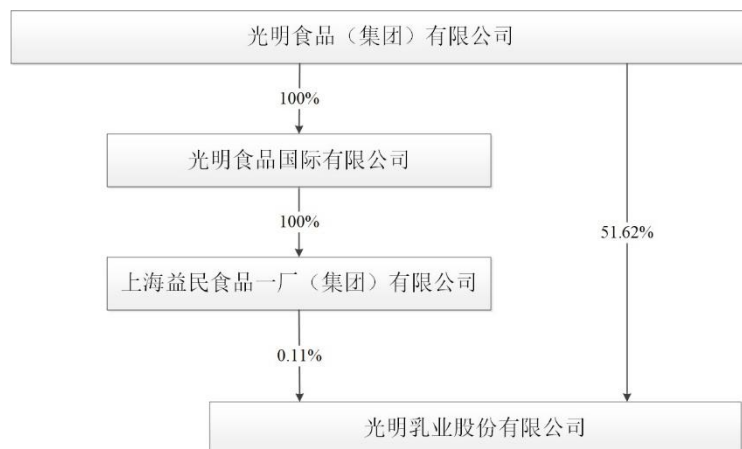 光明食品（集团）有限公司
100%
光明食品国际有限公司
100%
51.62%
上海益民食品一厂（集团）有限公司
0.11%
光明乳业股份有限公司